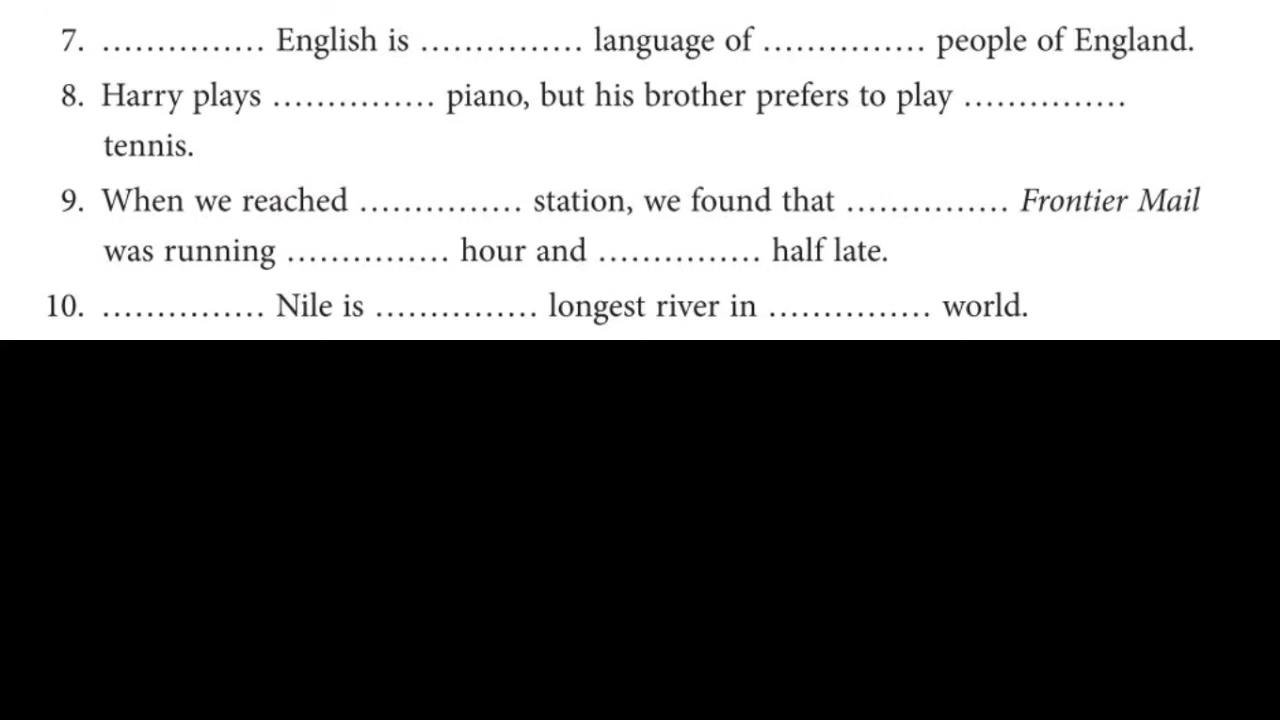 7. ............... English is ............... language of ............... people of England.
8. Harry plays ............... piano, but his brother prefers to play ...............
tennis.
9. When we reached ............... station, we found that ............... Frontier Mail
was running ............... hour and ............... half late.
10. ............... Nile is ............... longest river in ............... world.